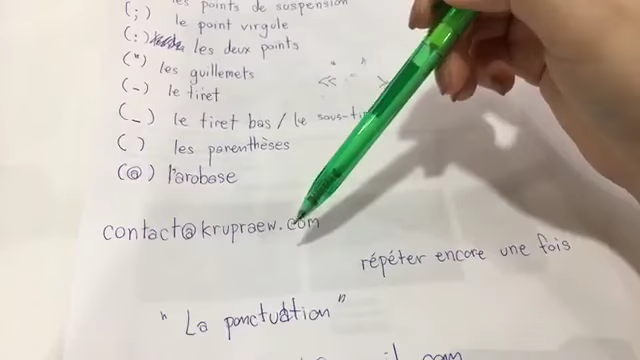 les points de suspension
(;) le point virgule
(:) les deux points
(") les guillemets " " <<
(-) le tiret
(_) le tiret bas / le sous-ti
( ) les parenthèses
(@) l'arobase
contact@krupraew.com
répéter encore une fois
" La ponctuation "